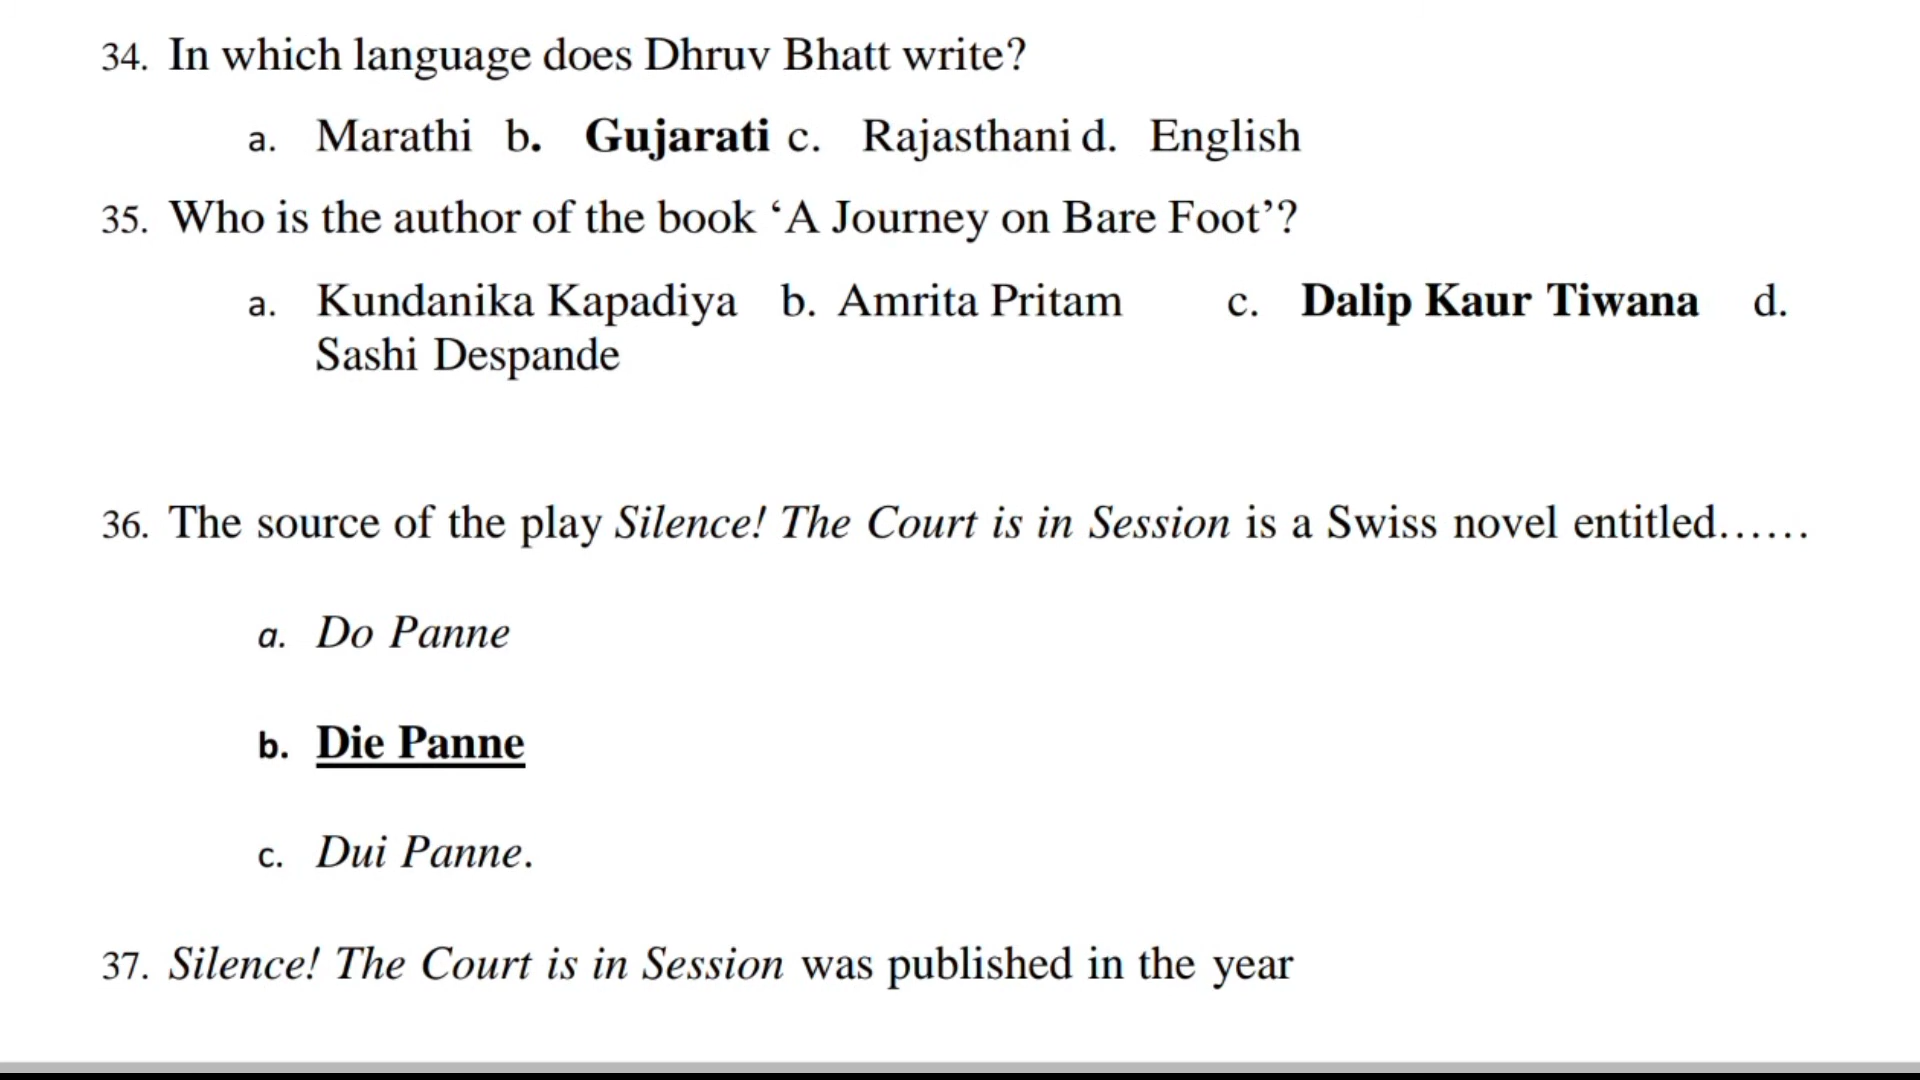 34. In which language does Dhruv Bhatt write?
a. Marathi b. Gujarati c. Rajasthani d. English
35. Who is the author of the book ‘A Journey on Bare Foot’?
a. Kundanika Kapadiya b. Amrita Pritam c. Dalip Kaur Tiwana d.
Sashi Despande
36. The source of the play Silence! The Court is in Session is a Swiss novel entitled……
a. Do Panne
b. Die Panne
c. Dui Panne.
37. Silence! The Court is in Session was published in the year